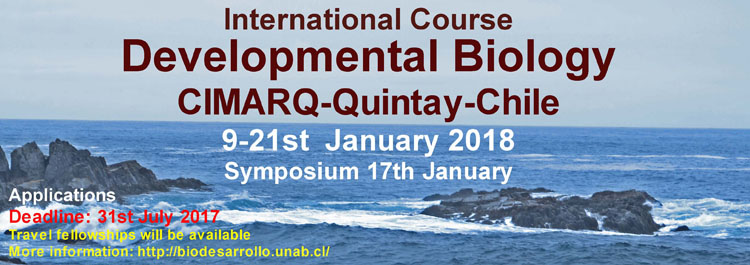 International Course
Developmental Biology
CIMARQ-Quintay-Chile
9-21st January 2018
Symposium 17th January
Applications
Deadline: 31st July 2017
Travel fellowships will be available
More information: http://biodesarrollo.unab.cl/